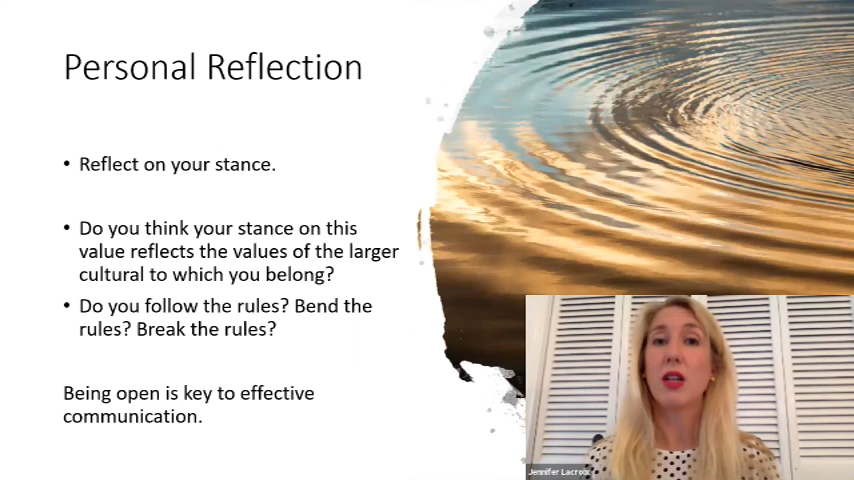 Personal Reflection
• Reflect on your stance.
• Do you think your stance on this
value reflects the values of the larger
cultural to which you belong?
• Do you follow the rules? Bend the
rules? Break the rules?
Being open is key to effective
communication.
Jennifer Lacroix